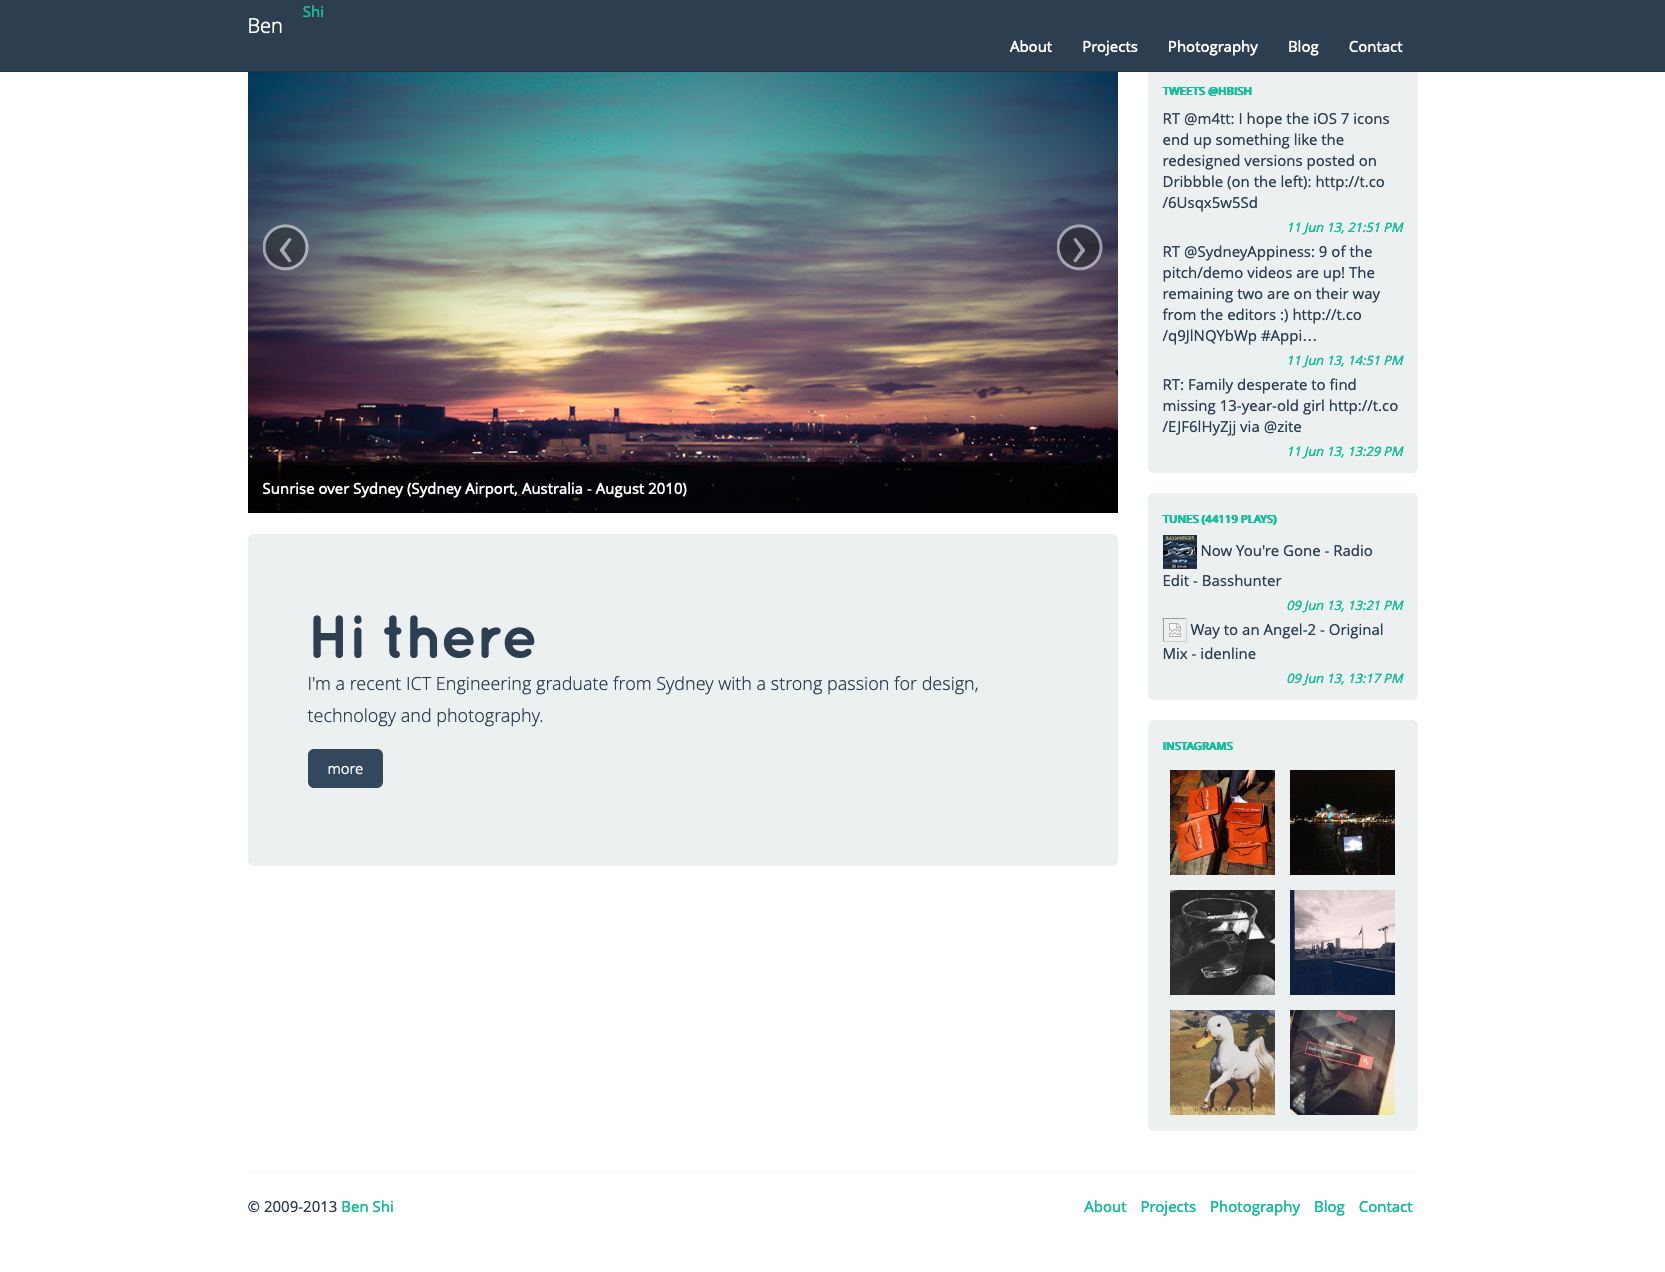 Ben Shi
About Projects Photography Blog Contact
Sunrise over Sydney (Sydney Airport, Australia - August 2010)
Hi there
I'm a recent ICT Engineering graduate from Sydney with a strong passion for design,
technology and photography.
more
TWEETS @HBISH
RT @m4tt: I hope the iOS 7 icons
end up something like the
redesigned versions posted on
Dribbble (on the left): http://t.co
/6Usqx5w5Sd
11 Jun 13, 21:51 PM
RT @SydneyAppiness: 9 of the
pitch/demo videos are up! The
remaining two are on their way
from the editors :) http://t.co
/q9JlNQYbWp #Appi…
11 Jun 13, 14:51 PM
RT: Family desperate to find
missing 13-year-old girl http://t.co
/EJF6lHyZjj via @zite
11 Jun 13, 13:29 PM
TUNES (44119 PLAYS)
BASSHUNTER
Now You're Gone - Radio
Edit - Basshunter
09 Jun 13, 13:21 PM
Way to an Angel-2 - Original
Mix - idenline
09 Jun 13, 13:17 PM
INSTAGRAMS
© 2009-2013 Ben Shi
About Projects Photography Blog Contact